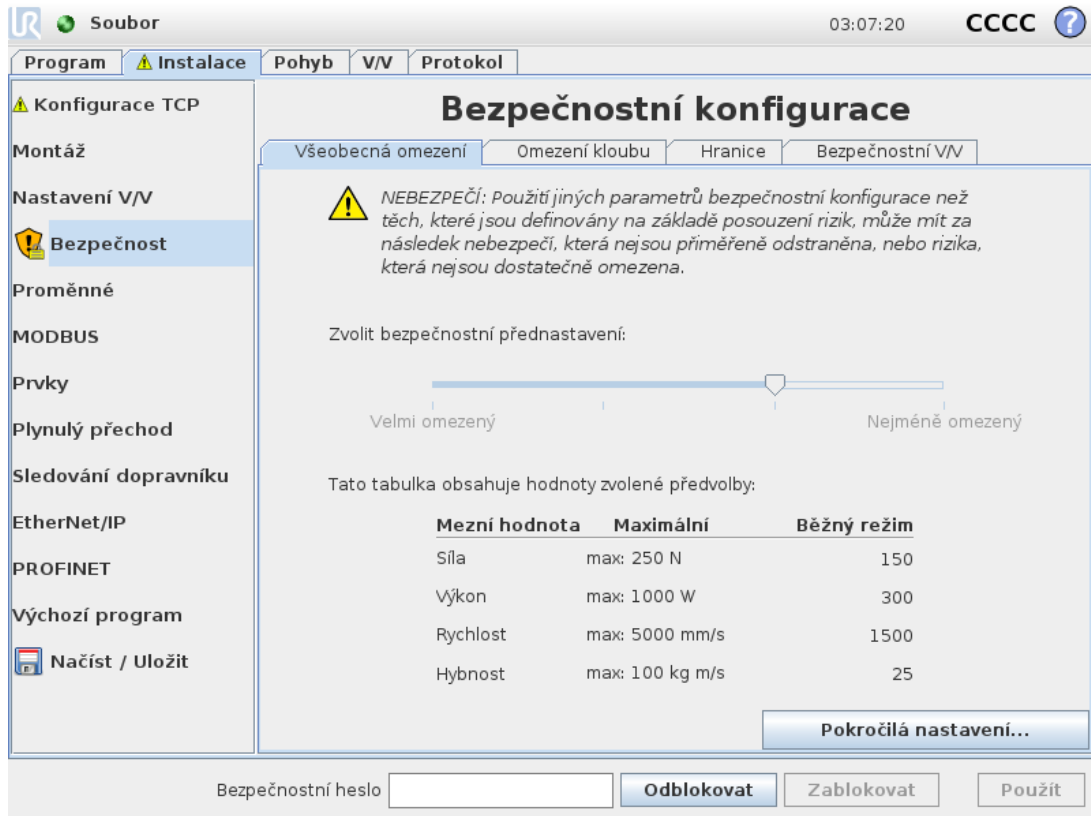 Soubor 03:07:20 CCCC ?
Program Instalace Pohyb V/V Protokol
Konfigurace TCP
Montáž
Nastavení V/V
Bezpečnost
Proměnné
MODBUS
Prvky
Plynulý přechod
Sledování dopravníku
EtherNet/IP
PROFINET
Výchozí program
Načíst / Uložit
Bezpečnostní konfigurace
Všeobecná omezení Omezení kloubu Hranice Bezpečnostní V/V
NEBEZPEČÍ: Použití jiných parametrů bezpečnostní konfigurace než
těch, které jsou definovány na základě posouzení rizik, může mít za
následek nebezpečí, která nejsou přiměřeně odstraněna, nebo rizika,
která nejsou dostatečně omezena.
Zvolit bezpečnostní přednastavení:
Velmi omezený Nejméně omezený
Tato tabulka obsahuje hodnoty zvolené předvolby:
Mezní hodnota Maximální Běžný režim
Síla max: 250 N 150
Výkon max: 1000 W 300
Rychlost max: 5000 mm/s 1500
Hybnost max: 100 kg m/s 25
Pokročilá nastavení...
Bezpečnostní heslo Odblokovat Zablokovat Použít